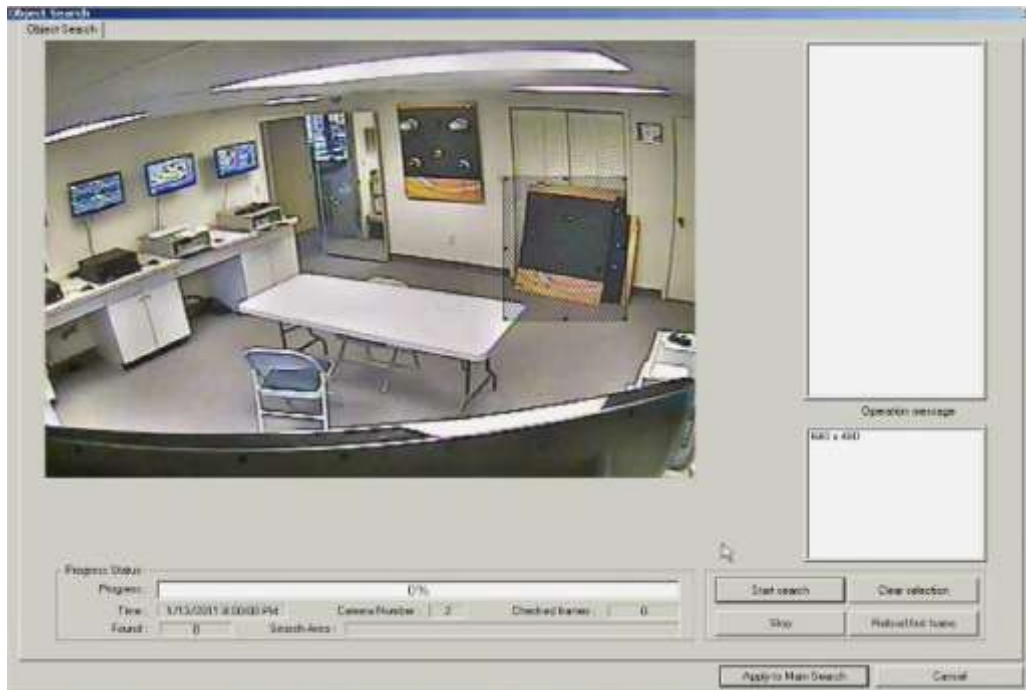 Object Search
Object Search
Operation message
640 x 480
Progress Status
Progress :
0%
Time :
1/13/2011 8:00:00 PM
Camera Number :
2
Checked frames :
0
Found :
0
Search Area :
Start search
Clear selection
Stop
Reload first frame
Apply to Main Search
Cancel